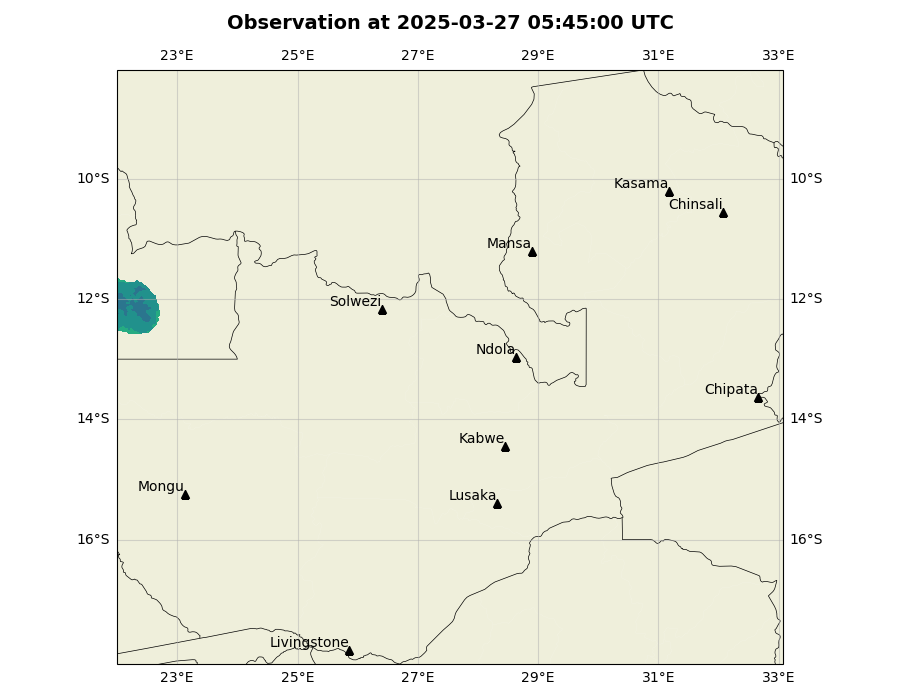 Observation at 2025-03-27 05:45:00 UTC
23°E 25°E 27°E 29°E 31°E 33°E
10°S 10°S
Kasama
Chinsali
Mansa
12°S 12°S
Solwezi
Ndola
Chipata
14°S 14°S
Kabwe
Mongu
Lusaka
16°S 16°S
Livingstone
23°E 25°E 27°E 29°E 31°E 33°E